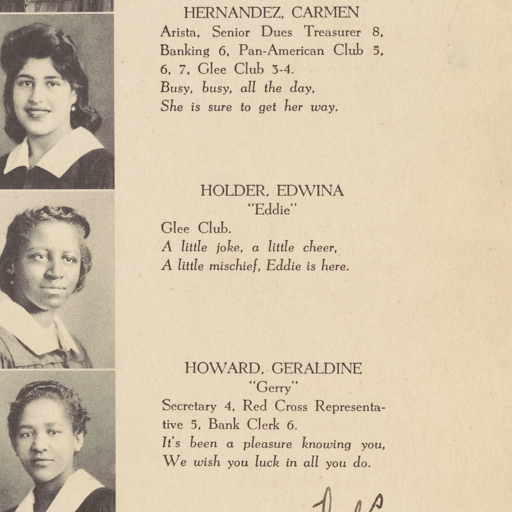 HERNANDEZ, CARMEN
Arista, Senior Dues Treasurer 8,
Banking 6, Pan-American Club 5,
6, 7, Glee Club 3-4.
Busy, busy, all the day,
She is sure to get her way.
HOLDER, EDWINA
"Eddie"
Glee Club.
A little joke, a little cheer,
A little mischief, Eddie is here.
HOWARD, GERALDINE
"Gerry"
Secretary 4, Red Cross Representa-
tive 5, Bank Clerk 6.
It's been a pleasure knowing you,
We wish you luck in all you do.